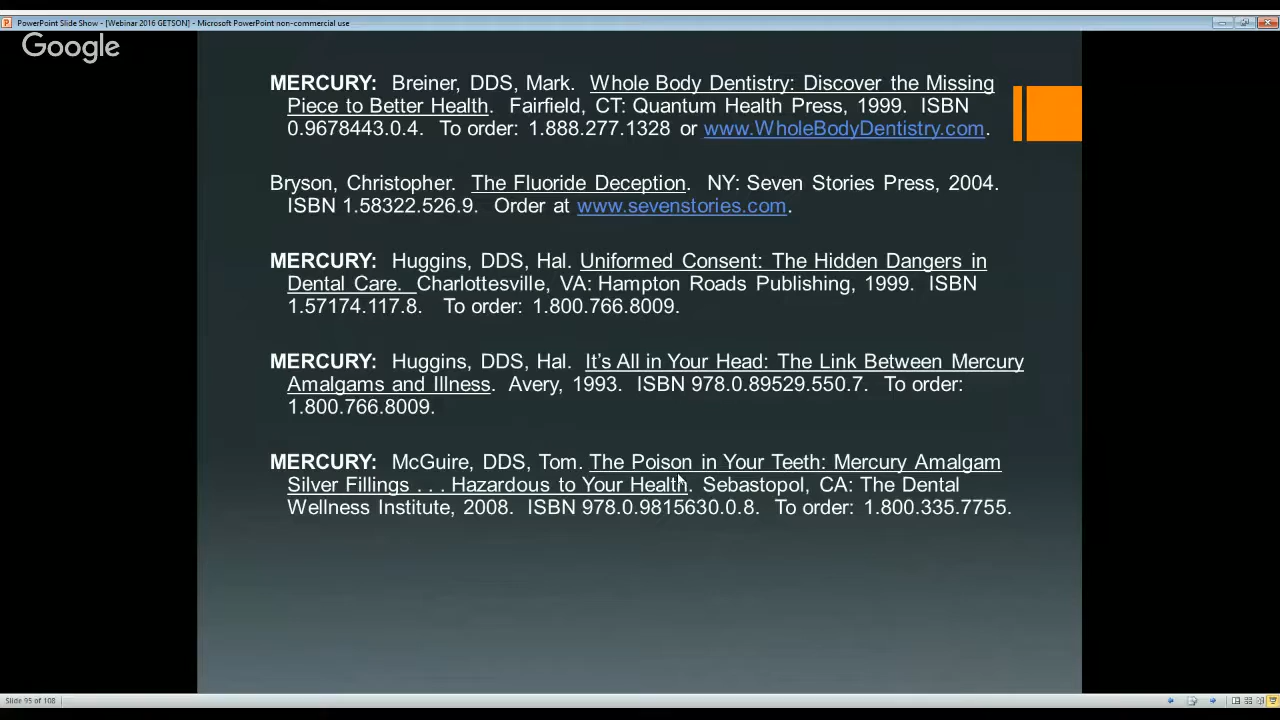 PowerPoint Slide Show - [Webinar 2016 GETSON] - Microsoft PowerPoint non-commercial use
Google
MERCURY: Breiner, DDS, Mark. Whole Body Dentistry: Discover the Missing
Piece to Better Health. Fairfield, CT: Quantum Health Press, 1999. ISBN
0.9678443.0.4. To order: 1.888.277.1328 or www.WholeBodyDentistry.com.
Bryson, Christopher. The Fluoride Deception. NY: Seven Stories Press, 2004.
ISBN 1.58322.526.9. Order at www.sevenstories.com.
MERCURY: Huggins, DDS, Hal. Uniformed Consent: The Hidden Dangers in
Dental Care. Charlottesville, VA: Hampton Roads Publishing, 1999. ISBN
1.57174.117.8. To order: 1.800.766.8009.
MERCURY: Huggins, DDS, Hal. It's All in Your Head: The Link Between Mercury
Amalgams and Illness. Avery, 1993. ISBN 978.0.89529.550.7. To order:
1.800.766.8009.
MERCURY: McGuire, DDS, Tom. The Poison in Your Teeth: Mercury Amalgam
Silver Fillings . . . Hazardous to Your Health. Sebastopol, CA: The Dental
Wellness Institute, 2008. ISBN 978.0.9815630.0.8. To order: 1.800.335.7755.
Slide 95 of 108